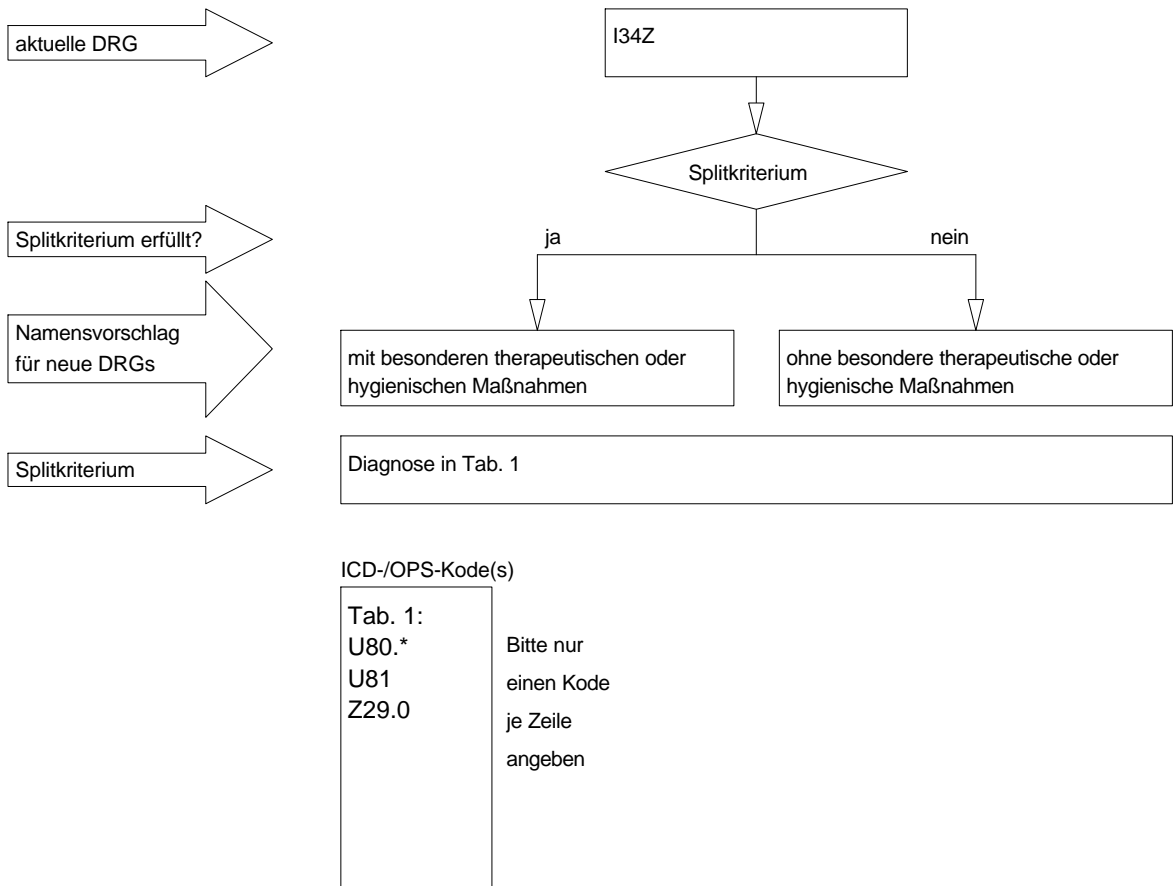 aktuelle DRG
I34Z
Splitkriterium
Splitkriterium erfüllt?
ja
nein
Namensvorschlag
für neue DRGs
mit besonderen therapeutischen oder
hygienischen Maßnahmen
ohne besondere therapeutische oder
hygienische Maßnahmen
Splitkriterium
Diagnose in Tab. 1
ICD-/OPS-Kode(s)
Tab. 1:
U80.*
U81
Z29.0
Bitte nur
einen Kode
je Zeile
angeben